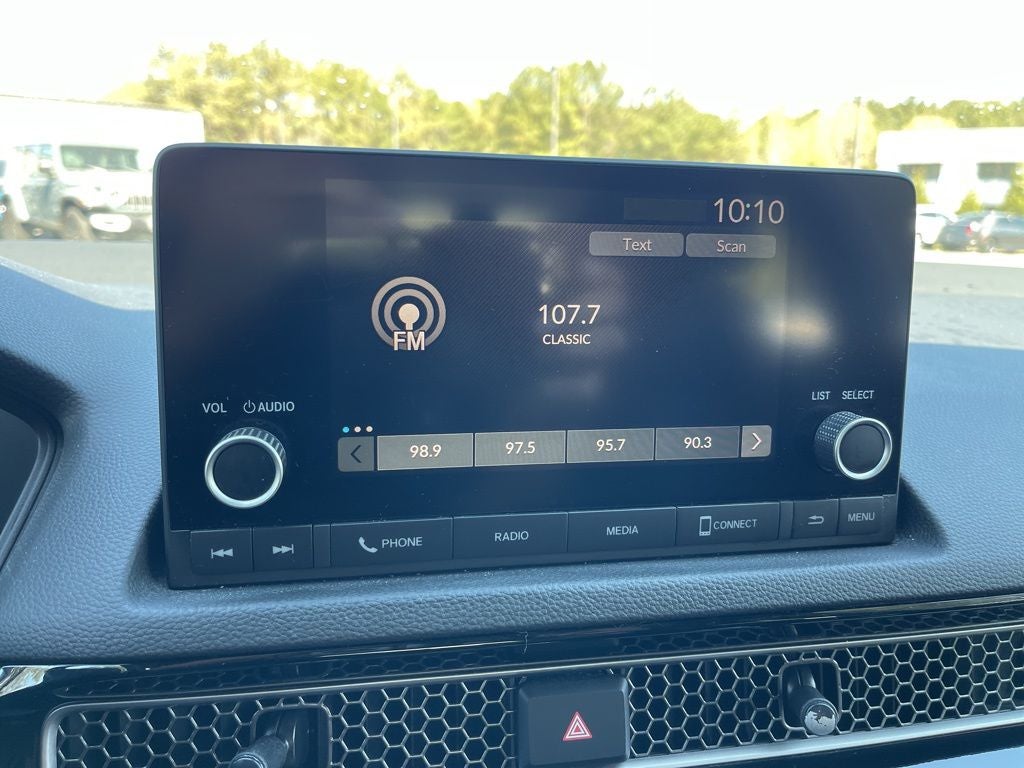 10:10
Text Scan
107.7
CLASSIC
FM
VOL AUDIO
LIST SELECT
98.9 97.5 95.7 90.3
PHONE RADIO MEDIA CONNECT MENU